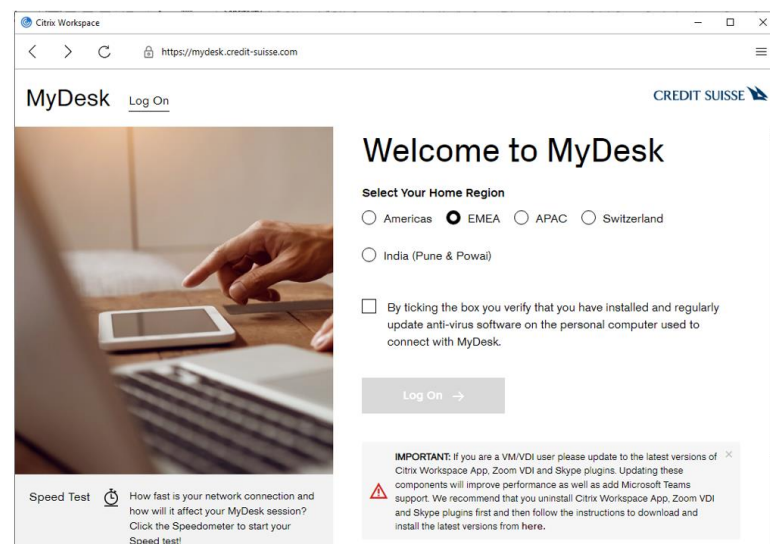 Citrix Workspace
https://mydesk.credit-suisse.com
MyDesk Log On
CREDIT SUISSE
Welcome to MyDesk
Select Your Home Region
Americas EMEA APAC Switzerland
India (Pune & Powai)
By ticking the box you verify that you have installed and regularly
update anti-virus software on the personal computer used to
connect with MyDesk.
Log On →
IMPORTANT: If you are a VM/VDI user please update to the latest versions of
Citrix Workspace App, Zoom VDI and Skype plugins. Updating these
components will improve performance as well as add Microsoft Teams
support. We recommend that you uninstall Citrix Workspace App, Zoom VDI
and Skype plugins first and then follow the instructions to download and
install the latest versions from here.
Speed Test
How fast is your network connection and
how will it affect your MyDesk session?
Click the Speedometer to start your
Speed test!